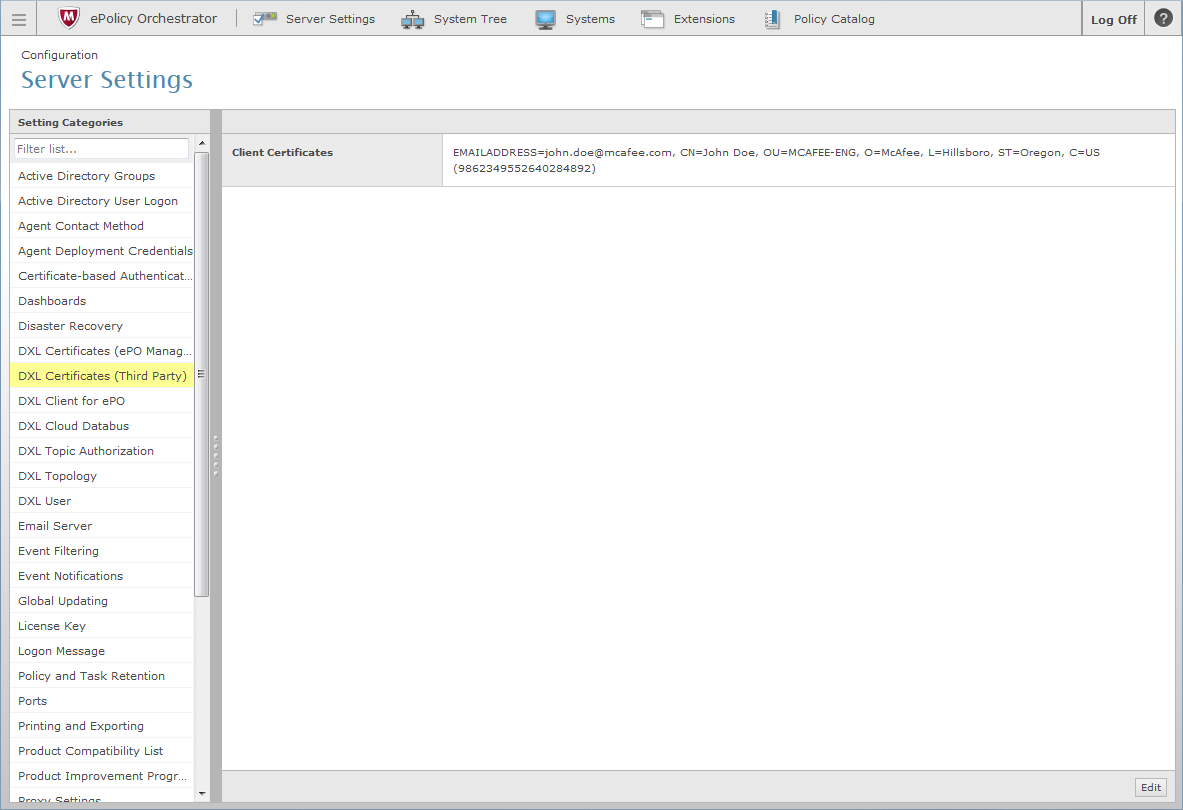 ePolicy Orchestrator
Server Settings
System Tree
Systems
Extensions
Policy Catalog
Log Off
?
Configuration
Server Settings
Setting Categories
Filter list...
Active Directory Groups
Active Directory User Logon
Agent Contact Method
Agent Deployment Credentials
Certificate-based Authenticat...
Dashboards
Disaster Recovery
DXL Certificates (ePO Manag...
DXL Certificates (Third Party)
DXL Client for ePO
DXL Cloud Databus
DXL Topic Authorization
DXL Topology
DXL User
Email Server
Event Filtering
Event Notifications
Global Updating
License Key
Logon Message
Policy and Task Retention
Ports
Printing and Exporting
Product Compatibility List
Product Improvement Progr...
Proxy Settings
Client Certificates
EMAILADDRESS=john.doe@mcafee.com, CN=John Doe, OU=MCAFEE-ENG, O=McAfee, L=Hillsboro, ST=Oregon, C=US
(9862349552640284892)
Edit